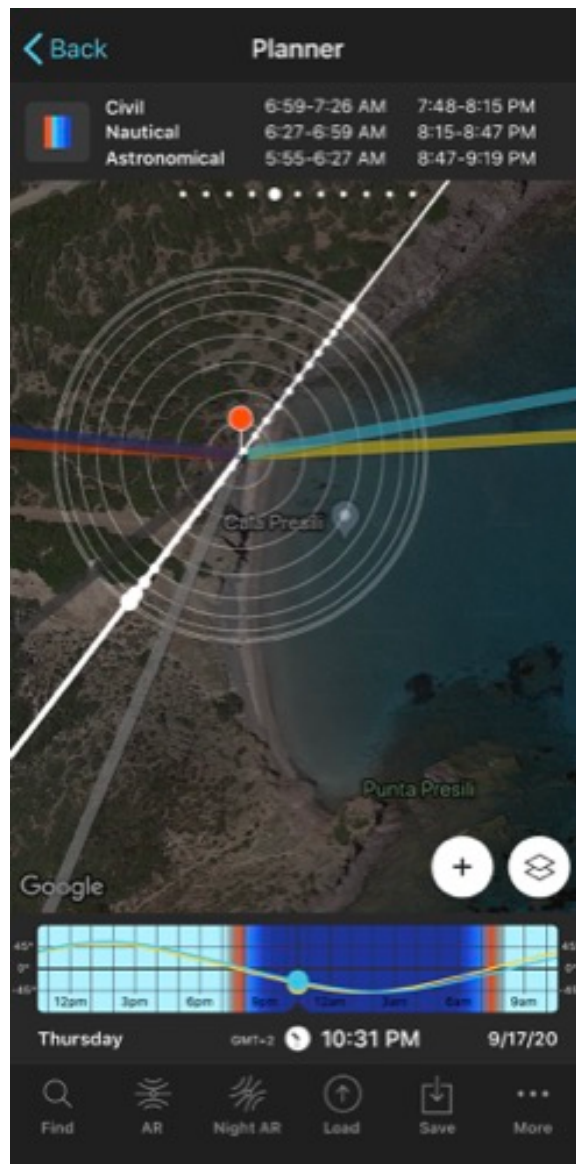 Back
Planner
Civil 6:59-7:26 AM 7:48-8:15 PM
Nautical 6:27-6:59 AM 8:15-8:47 PM
Astronomical 5:55-6:27 AM 8:47-9:19 PM
Cala Presili
Punta Presili
+
Google
45°
0°
-45°
12pm 3pm 6pm 9pm 12am 3am 6am 9am
45°
0°
-45°
Thursday GMT+2 10:31 PM 9/17/20
Find AR Night AR Load Save More